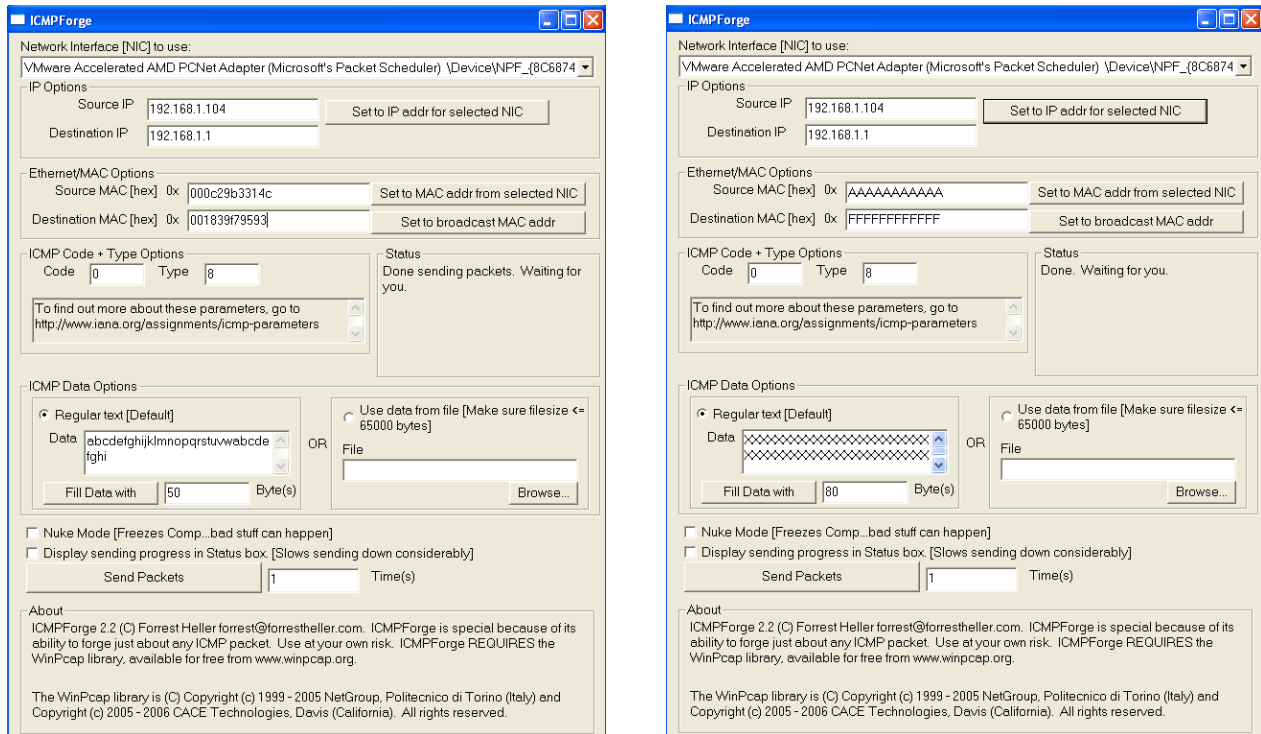 ICMPForge
Network Interface [NIC] to use:
VMware Accelerated AMD PCNet Adapter (Microsoft's Packet Scheduler) \Device\NPF_{8C6874
IP Options
Source IP 192.168.1.104 Set to IP addr for selected NIC
Destination IP 192.168.1.1
Ethernet/MAC Options
Source MAC [hex] 0x 000c29b3314c Set to MAC addr from selected NIC
Destination MAC [hex] 0x 001839f79593 Set to broadcast MAC addr
ICMP Code + Type Options
Code 0 Type 8
To find out more about these parameters, go to
http://www.iana.org/assignments/icmp-parameters
Status
Done sending packets. Waiting for
you.
ICMP Data Options
Regular text [Default]
Data abcdefghijklmnopqrstuvwabcde
fghi
Fill Data with 50 Byte(s)
OR
Use data from file [Make sure filesize <=
65000 bytes]
File
Browse...
Nuke Mode [Freezes Comp...bad stuff can happen]
Display sending progress in Status box. [Slows sending down considerably]
Send Packets 1 Time(s)
About
ICMPForge 2.2 (C) Forrest Heller forrest@forrestheller.com. ICMPForge is special because of its
ability to forge just about any ICMP packet. Use at your own risk. ICMPForge REQUIRES the
WinPcap library, available for free from www.winpcap.org.
The WinPcap library is (C) Copyright (c) 1999 - 2005 NetGroup, Politecnico di Torino (Italy) and
Copyright (c) 2005 - 2006 CACE Technologies, Davis (California). All rights reserved.
ICMPForge
Network Interface [NIC] to use:
VMware Accelerated AMD PCNet Adapter (Microsoft's Packet Scheduler) \Device\NPF_{8C6874
IP Options
Source IP 192.168.1.104 Set to IP addr for selected NIC
Destination IP 192.168.1.1
Ethernet/MAC Options
Source MAC [hex] 0x AAAAAAAAAAA Set to MAC addr from selected NIC
Destination MAC [hex] 0x FFFFFFFFFFFF Set to broadcast MAC addr
ICMP Code + Type Options
Code 0 Type 8
To find out more about these parameters, go to
http://www.iana.org/assignments/icmp-parameters
Status
Done. Waiting for you.
ICMP Data Options
Regular text [Default]
Data XXXXXXXXXXXXXXXXXXXXXXX
XXXXXXXXXXXXXXXXXXXXXXX
Fill Data with 80 Byte(s)
OR
Use data from file [Make sure filesize <=
65000 bytes]
File
Browse...
Nuke Mode [Freezes Comp...bad stuff can happen]
Display sending progress in Status box. [Slows sending down considerably]
Send Packets 1 Time(s)
About
ICMPForge 2.2 (C) Forrest Heller forrest@forrestheller.com. ICMPForge is special because of its
ability to forge just about any ICMP packet. Use at your own risk. ICMPForge REQUIRES the
WinPcap library, available for free from www.winpcap.org.
The WinPcap library is (C) Copyright (c) 1999 - 2005 NetGroup, Politecnico di Torino (Italy) and
Copyright (c) 2005 - 2006 CACE Technologies, Davis (California). All rights reserved.